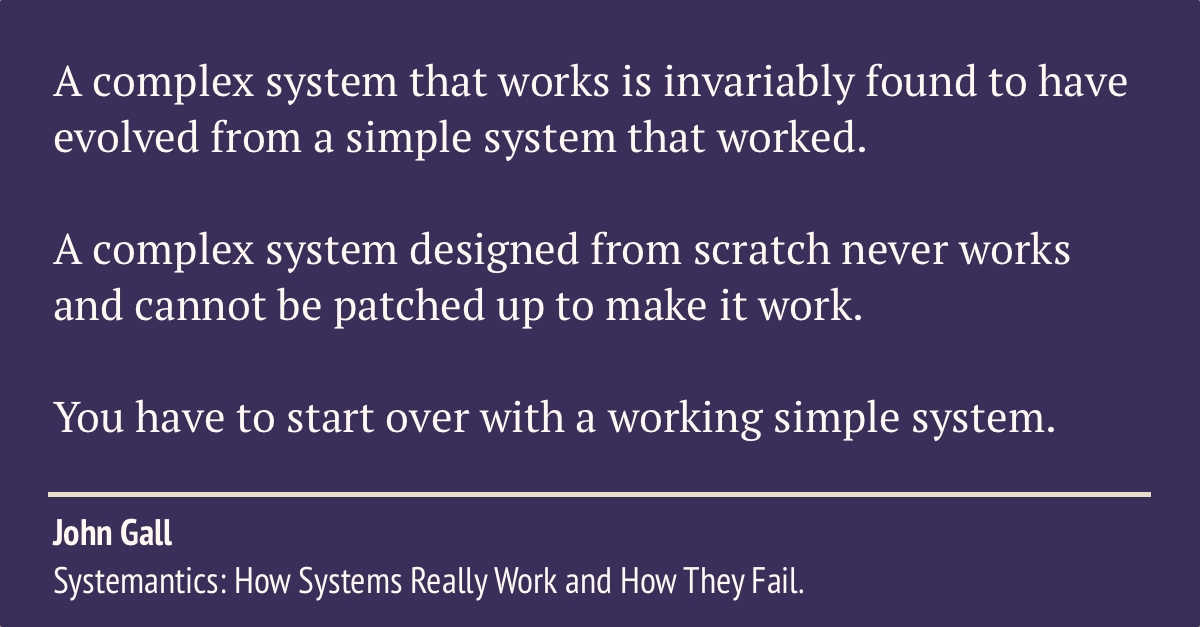 A complex system that works is invariably found to have
evolved from a simple system that worked.
A complex system designed from scratch never works
and cannot be patched up to make it work.
You have to start over with a working simple system.
John Gall
Systemantics: How Systems Really Work and How They Fail.